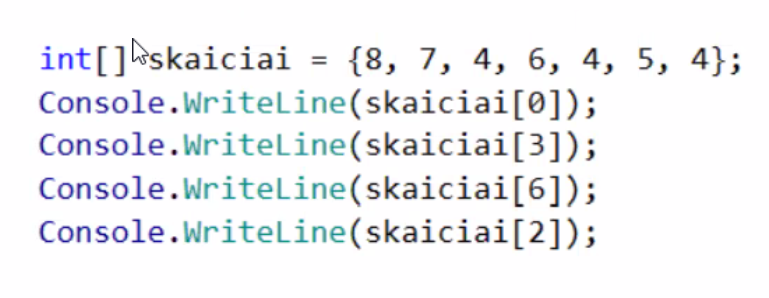 int[] skaiciai = {8, 7, 4, 6, 4, 5, 4};
Console.WriteLine(skaiciai[0]);
Console.WriteLine(skaiciai[3]);
Console.WriteLine(skaiciai[6]);
Console.WriteLine(skaiciai[2]);